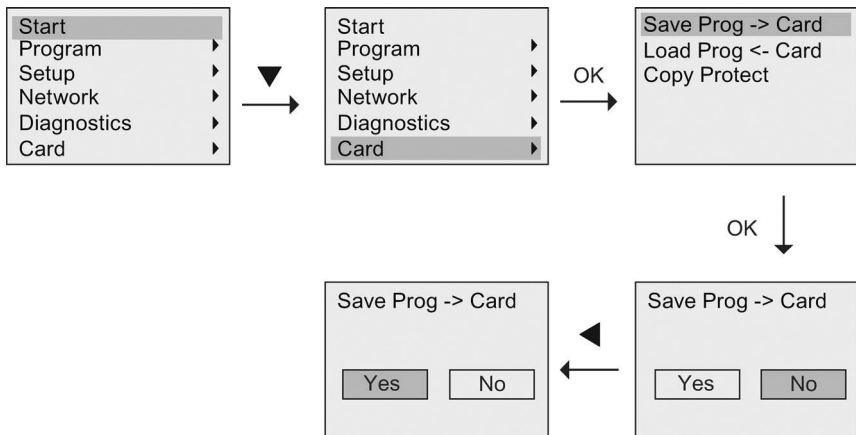 Start
Program
Setup
Network
Diagnostics
Card
Start
Program
Setup
Network
Diagnostics
Card
OK
Save Prog -> Card
Load Prog <- Card
Copy Protect
OK
Save Prog -> Card
Yes No
Save Prog -> Card
Yes No